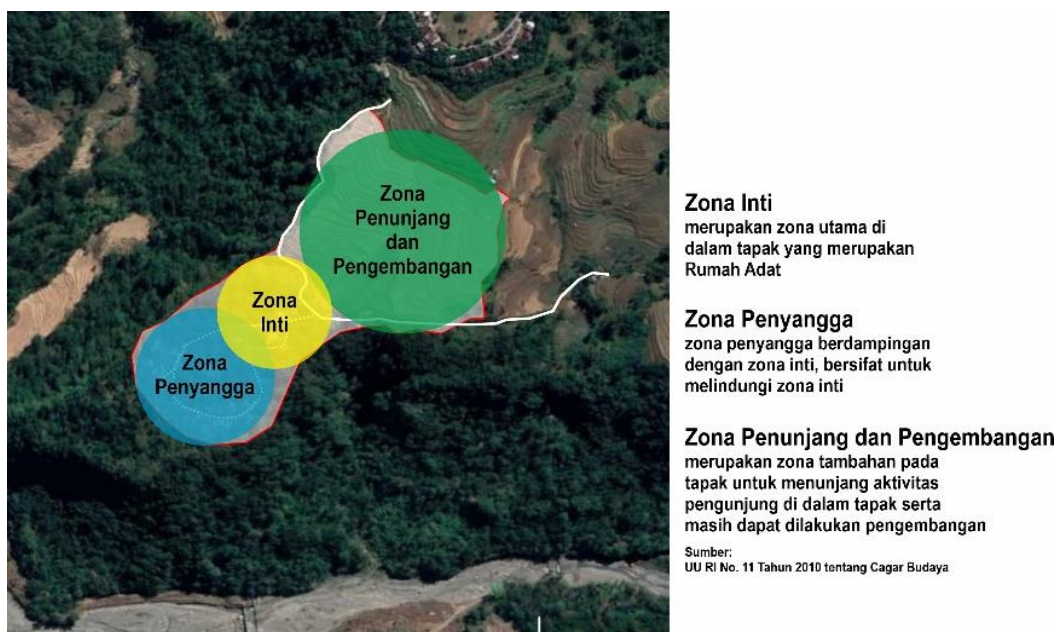 Zona
Penunjang
dan
Pengembangan
Zona
Inti
Zona
Penyangga
Zona Inti
merupakan zona utama di
dalam tapak yang merupakan
Rumah Adat
Zona Penyangga
zona penyangga berdampingan
dengan zona inti, bersifat untuk
melindungi zona inti
Zona Penunjang dan Pengembangan
merupakan zona tambahan pada
tapak untuk menunjang aktivitas
pengunjung di dalam tapak serta
masih dapat dilakukan pengembangan
Sumber:
UU RI No. 11 Tahun 2010 tentang Cagar Budaya